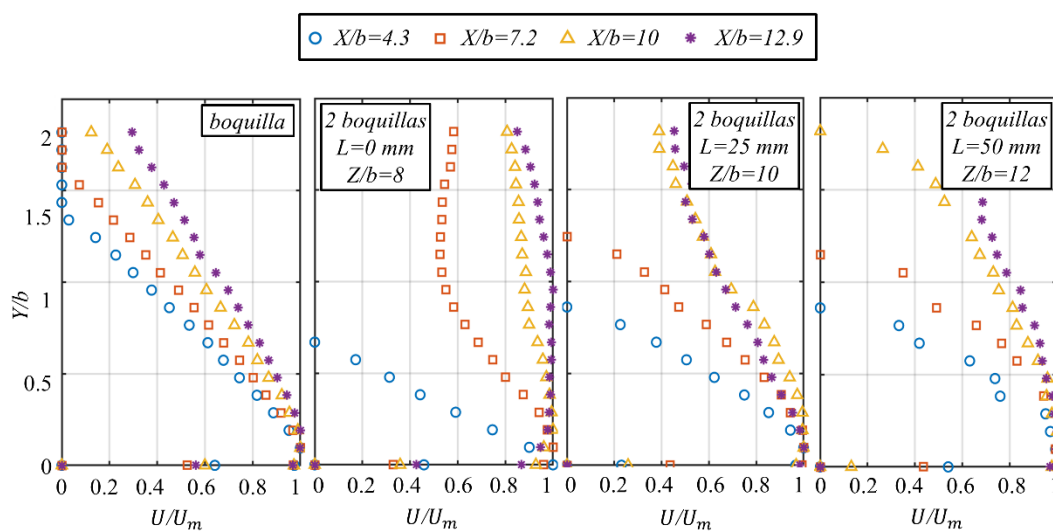 X/b=4.3 X/b=7.2 X/b=10 X/b=12.9
boquilla
2 boquillas
L=0 mm
Z/b=8
2 boquillas
L=25 mm
Z/b=10
2 boquillas
L=50 mm
Z/b=12
Y/b
2
1.5
1
0.5
0
0 0.2 0.4 0.6 0.8 1
0 0.2 0.4 0.6 0.8 1
0 0.2 0.4 0.6 0.8 1
0 0.2 0.4 0.6 0.8 1
U/Um
U/Um
U/Um
U/Um